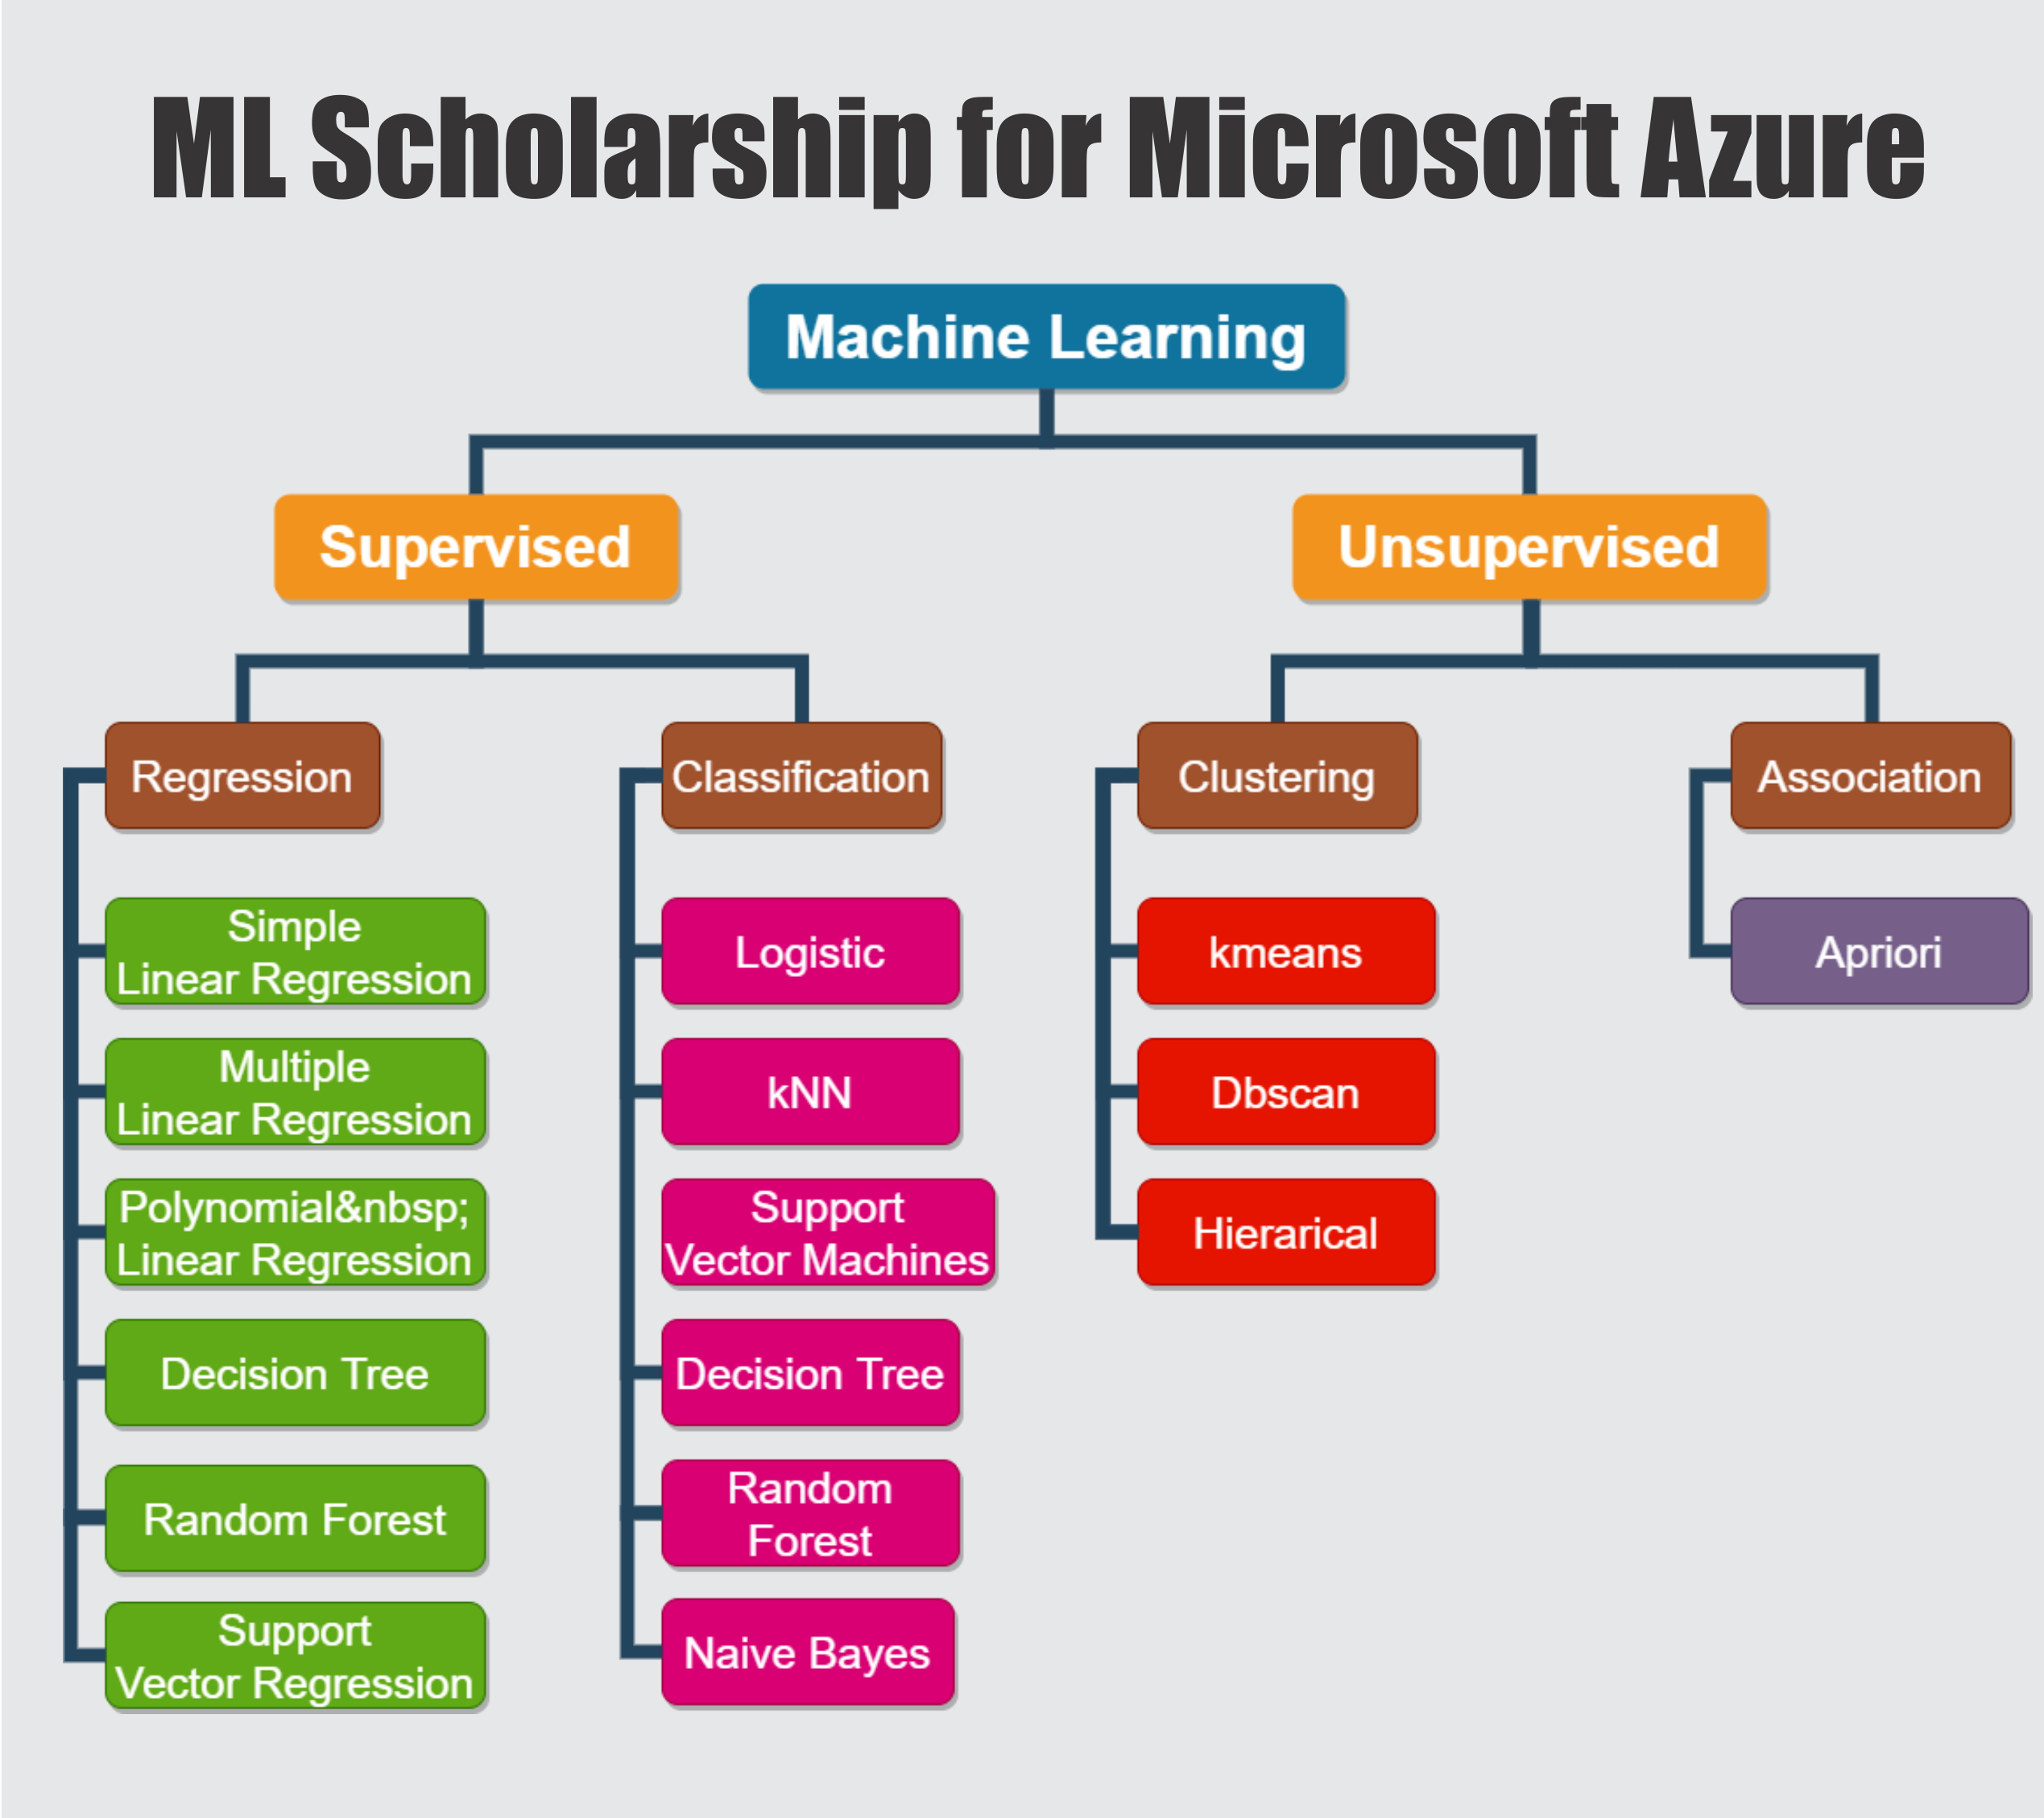 ML Scholarship for Microsoft Azure
Machine Learning
Supervised
Unsupervised
Regression
Classification
Clustering
Association
Simple
Linear Regression
Multiple
Linear Regression
Polynomial&nbsp;
Linear Regression
Decision Tree
Random Forest
Support
Vector Regression
Logistic
kNN
Support
Vector Machines
Decision Tree
Random
Forest
Naive Bayes
kmeans
Dbscan
Hierarical
Apriori